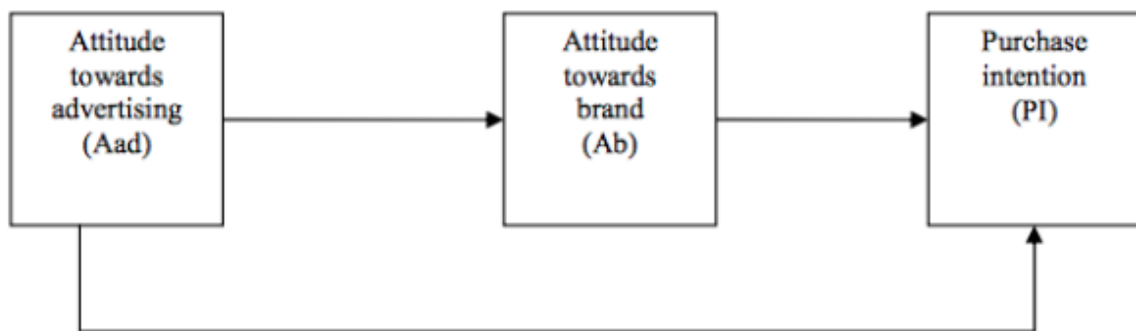 Attitude
towards
advertising
(Aad)
Attitude
towards
brand
(Ab)
Purchase
intention
(PI)